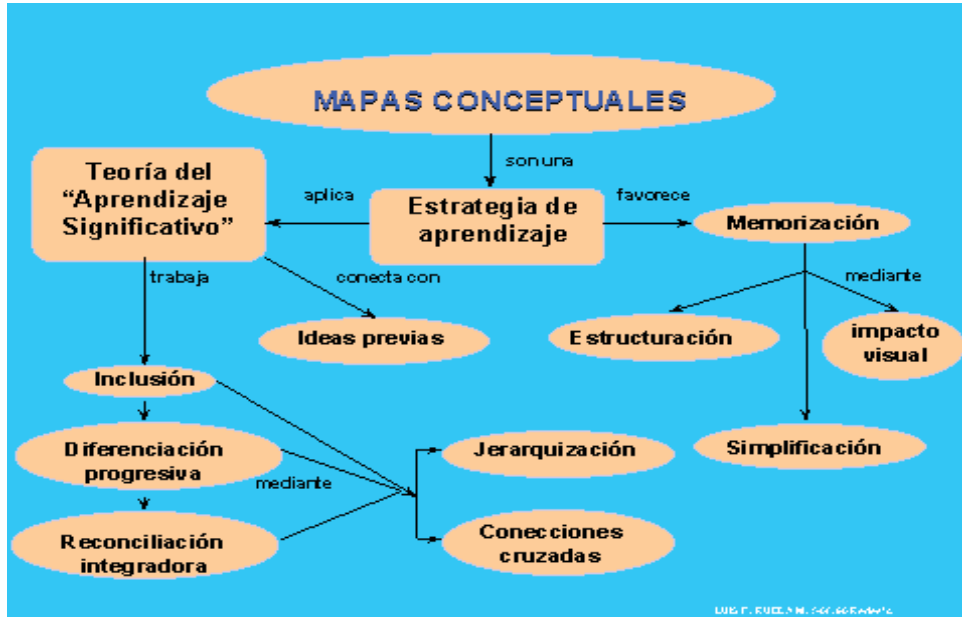 MAPAS CONCEPTUALES
son una
Teoría del
“Aprendizaje
Significativo”
aplica
Estrategia de
aprendizaje
favorece
Memorización
trabaja
conecta con
mediante
Ideas previas
Estructuración
impacto
visual
Inclusión
Diferenciación
progresiva
mediante
Jerarquización
Simplificación
Reconciliación
integradora
Conecciones
cruzadas